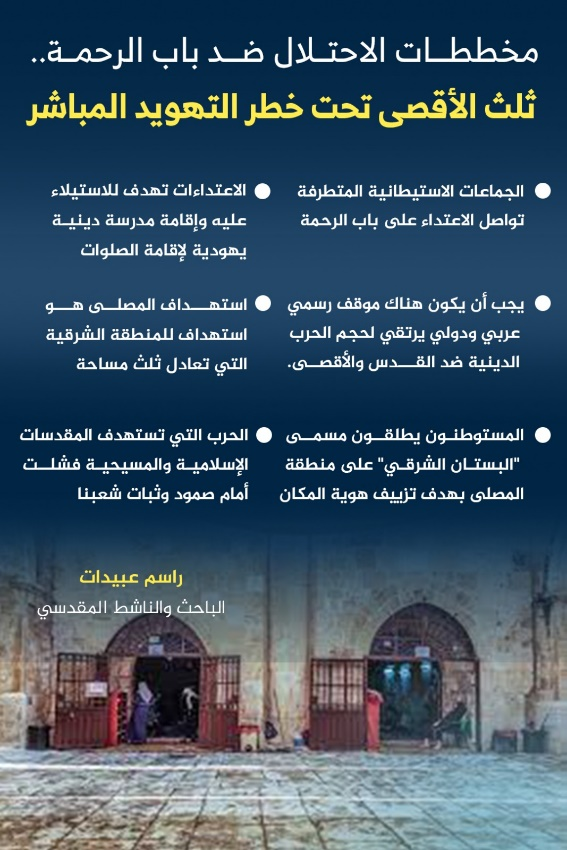 مخططات الاحتلال ضد باب الرحمة..
ثلث الأقصى تحت خطر التهويد المباشر
الجماعات الاستيطانية المتطرفة
تواصل الاعتداء على باب الرحمة
الاعتداءات تهدف للاستيلاء
عليه وإقامة مدرسة دينية
يهودية لإقامة الصلوات
يجب أن يكون هناك موقف رسمي
عربي ودولي يرتقي لحجم الحرب
الدينية ضد القدس والأقصى.
استهداف المصلى هو
استهداف للمنطقة الشرقية
التي تعادل ثلث مساحة
المستوطنون يطلقون مسمى
"البستان الشرقي" على منطقة
المصلى بهدف تزييف هوية المكان
الحرب التي تستهدف المقدسات
الإسلامية والمسيحية فشلت
أمام صمود وثبات شعبنا
راسم عبيدات
الباحث والناشط المقدسي